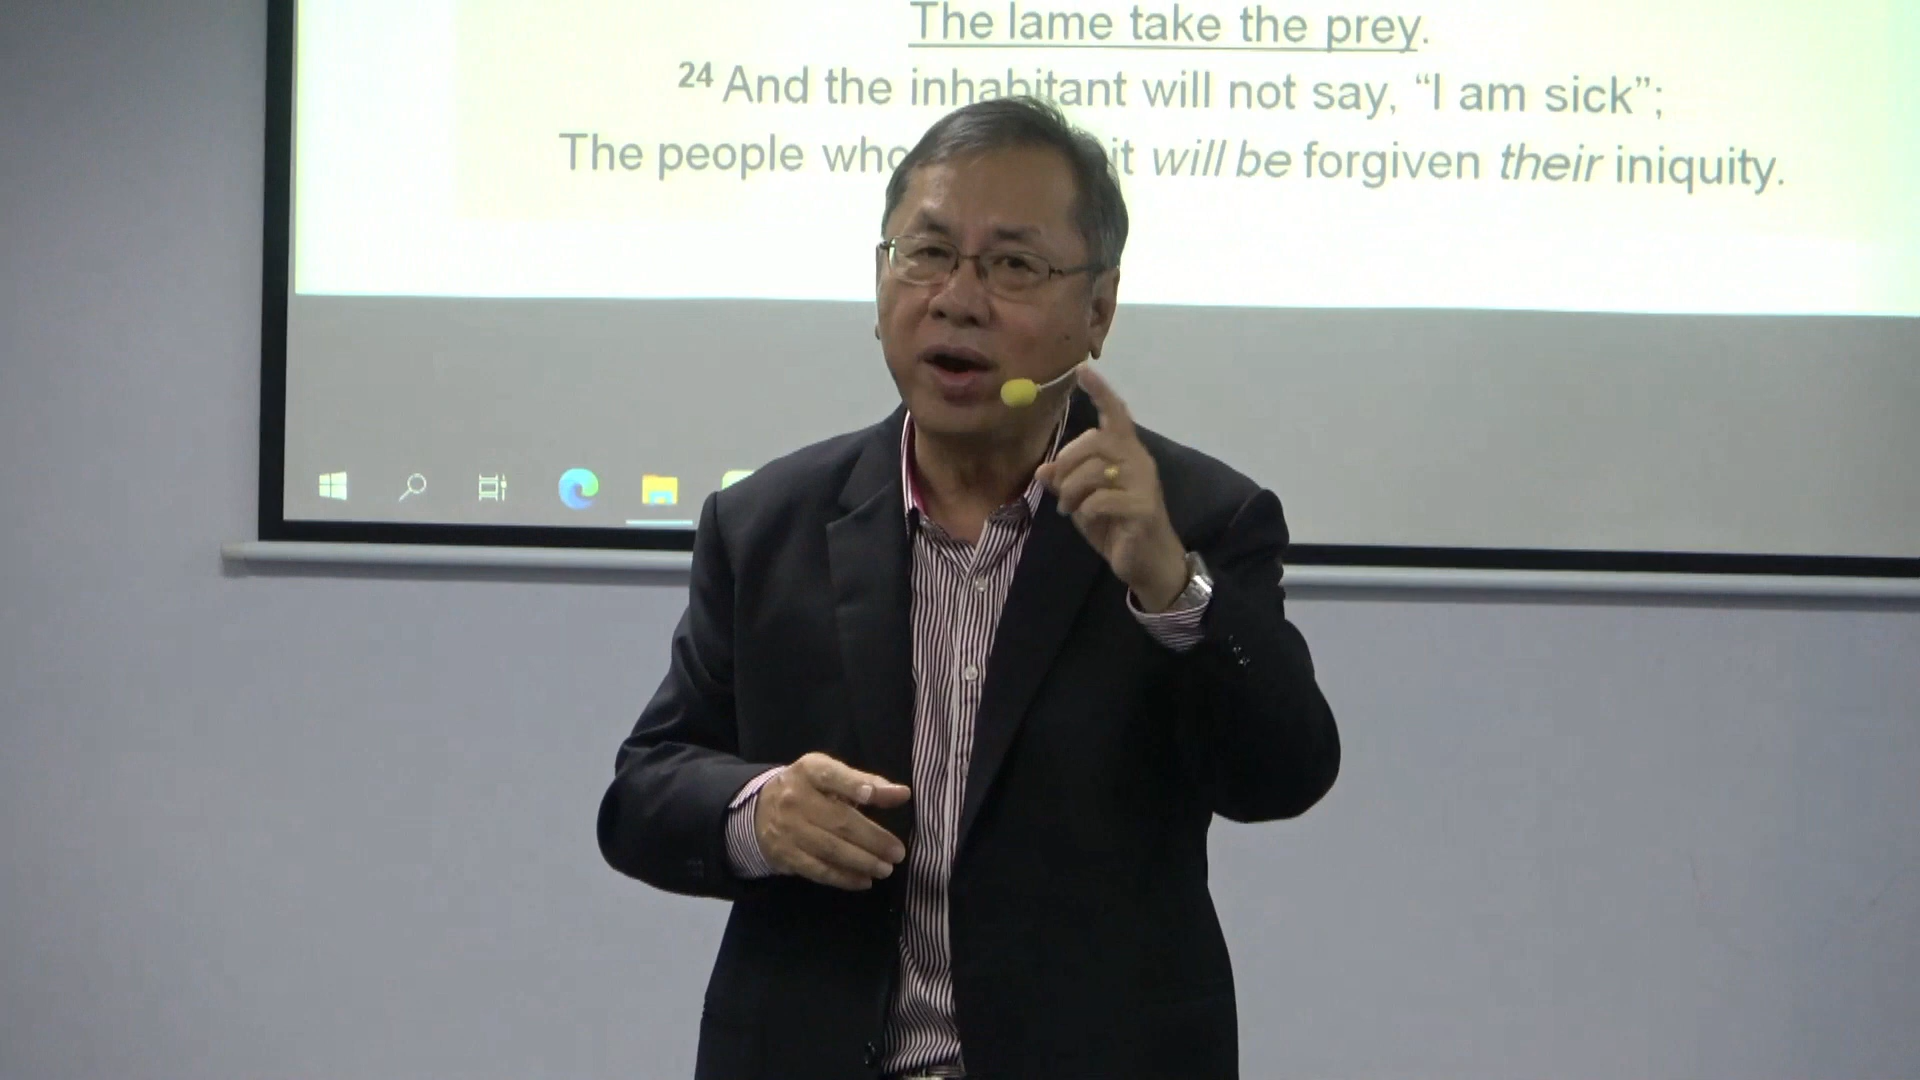 The lame take the prey.
24 And the inhabitant will not say, “I am sick”;
The people who it will be forgiven their iniquity.